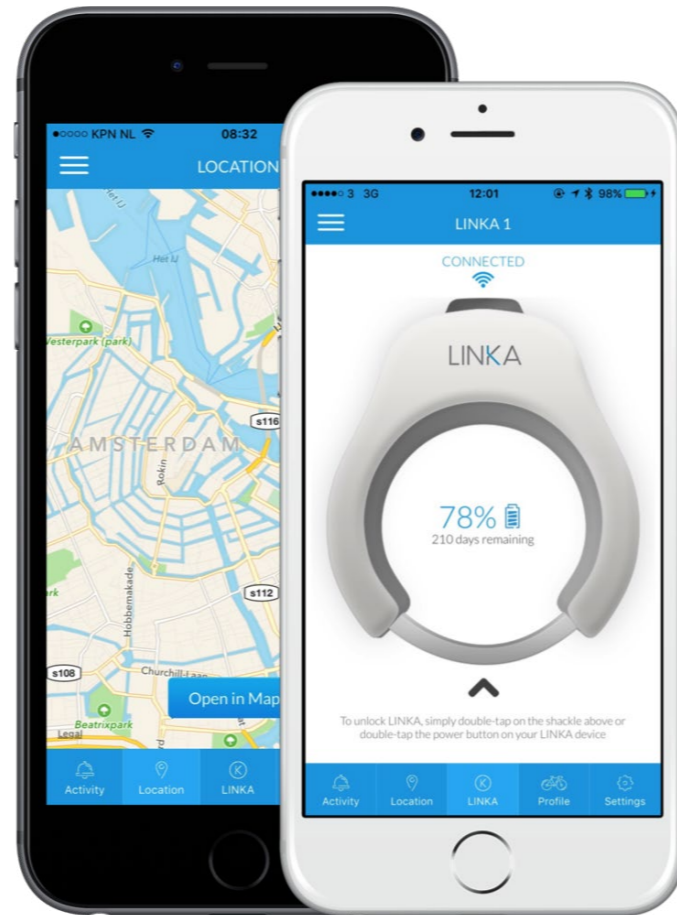 KPN NL 08:32
LOCATION
Het IJ
Westerpark (park)
s116
AMSTERDAM
Rokin
Hobbemakade
s112
s108
Churchill-Laan
Open in Map
Beatrixpark
Legal
Activity Location LINKA
3 3G 12:01 98%
LINKA 1
CONNECTED
LINKA
78%
210 days remaining
To unlock LINKA, simply double-tap on the shackle above or
double-tap the power button on your LINKA device
Activity Location LINKA Profile Settings